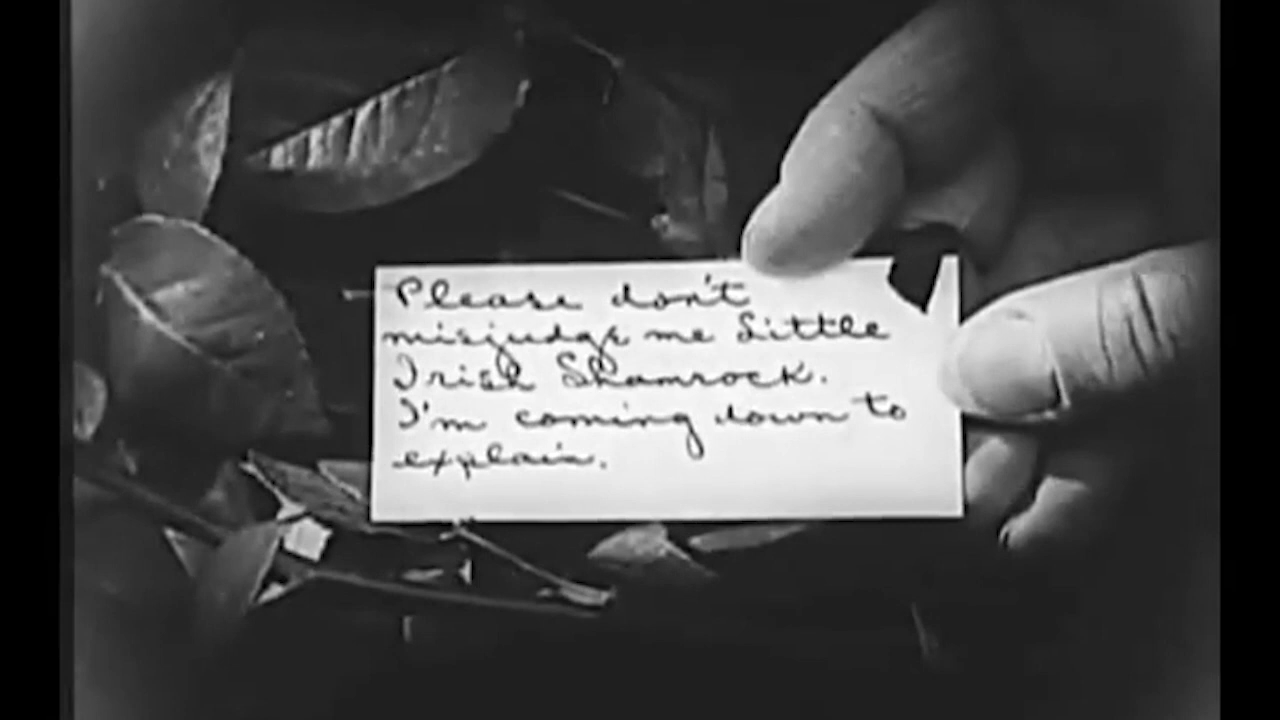 Please don't
misjudge me Little
Irish Shamrock.
I'm coming down to
explain.